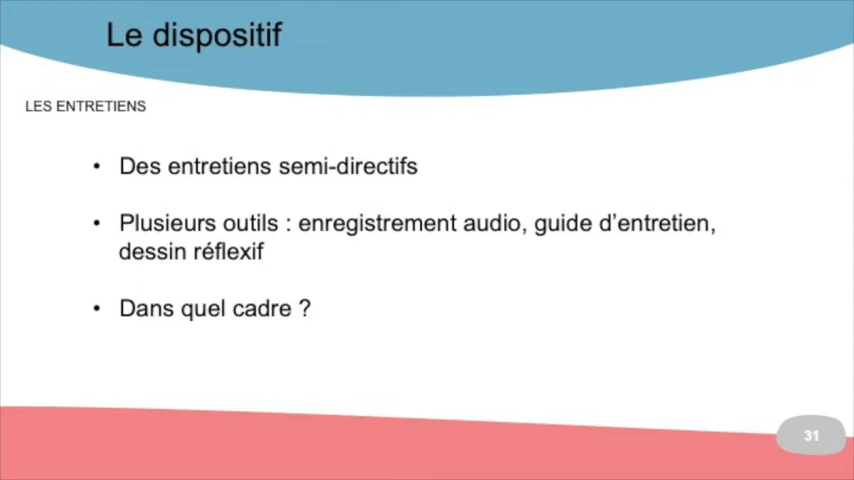 Le dispositif
LES ENTRETIENS
• Des entretiens semi-directifs
• Plusieurs outils : enregistrement audio, guide d’entretien,
dessin réflexif
• Dans quel cadre ?
31